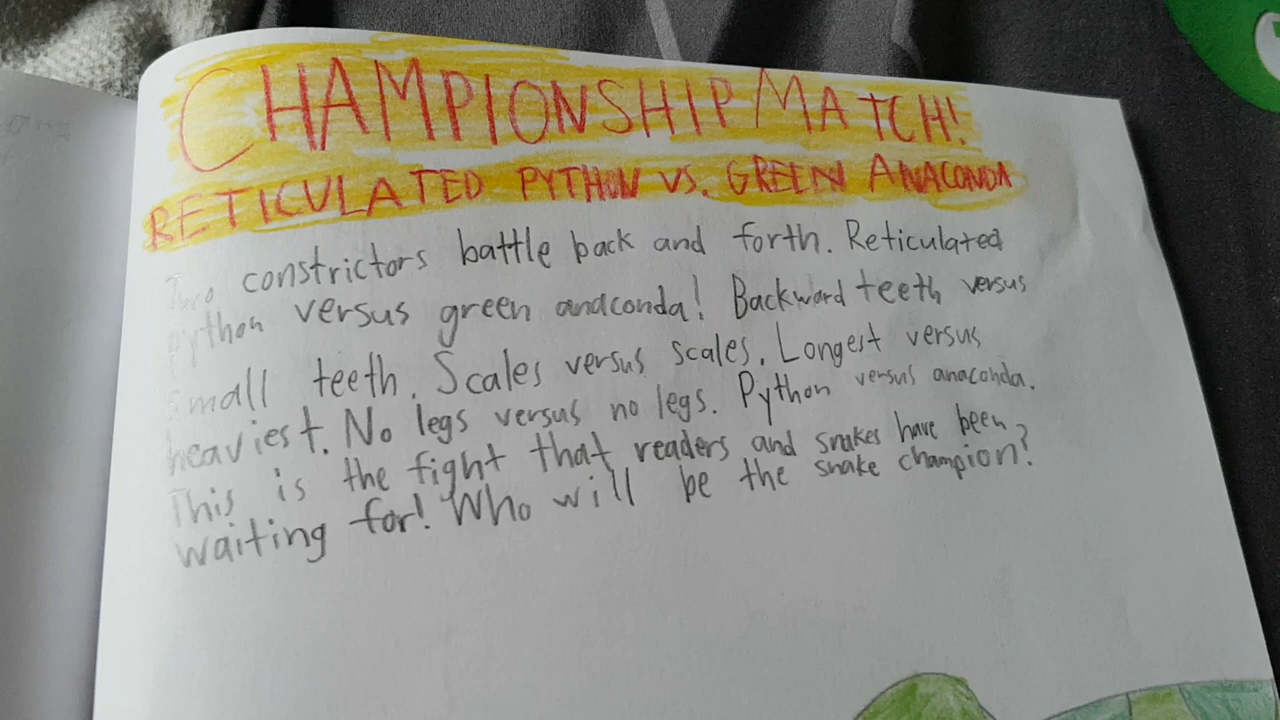 CHAMPIONSHIP MATCH!
RETICULATED PYTHON VS. GREEN ANACONDA
Two constrictors battle back and forth. Reticulated
python versus green anaconda! Backward teeth versus
small teeth. Scales versus scales. Longest versus
heaviest. No legs versus no legs. Python versus anaconda.
This is the fight that readers and snakes have been
waiting for! Who will be the snake champion?